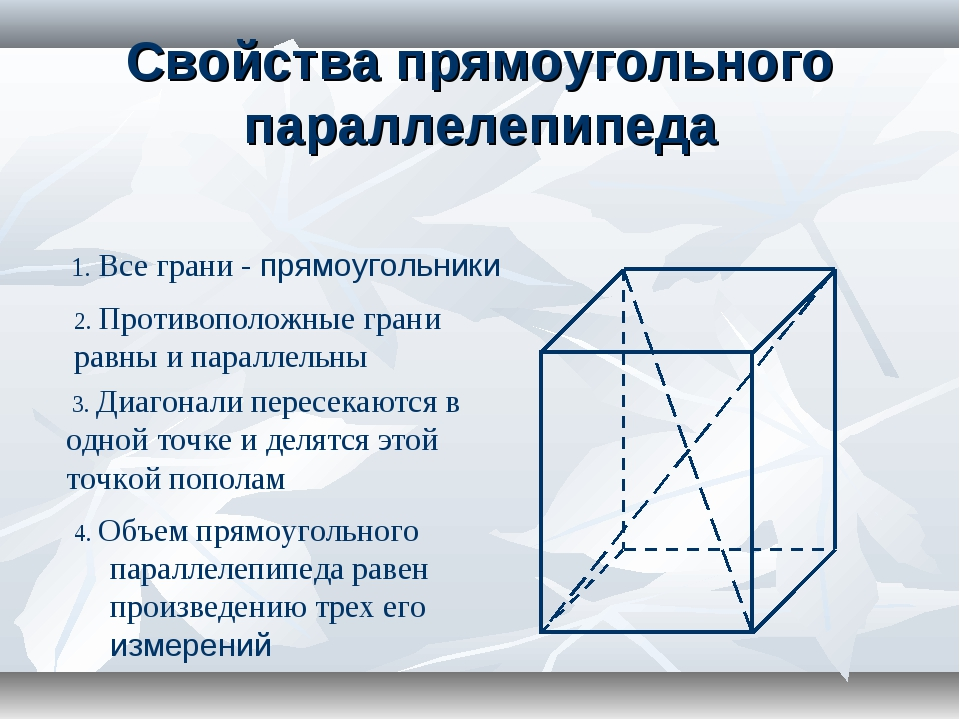 Свойства прямоугольного
параллелепипеда
1. Все грани - прямоугольники
2. Противоположные грани
равны и параллельны
3. Диагонали пересекаются в
одной точке и делятся этой
точкой пополам
4. Объем прямоугольного
параллелепипеда равен
произведению трех его
измерений